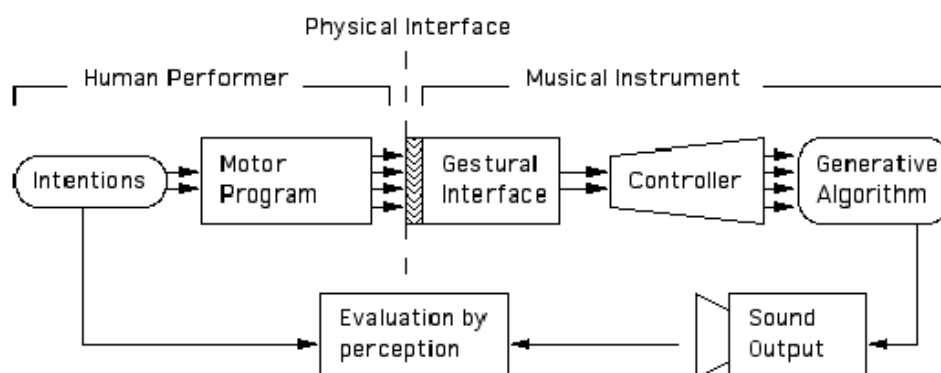 Physical Interface
Human Performer
Musical Instrument
Intentions
Motor
Program
Gestural
Interface
Controller
Generative
Algorithm
Evaluation by
perception
Sound
Output